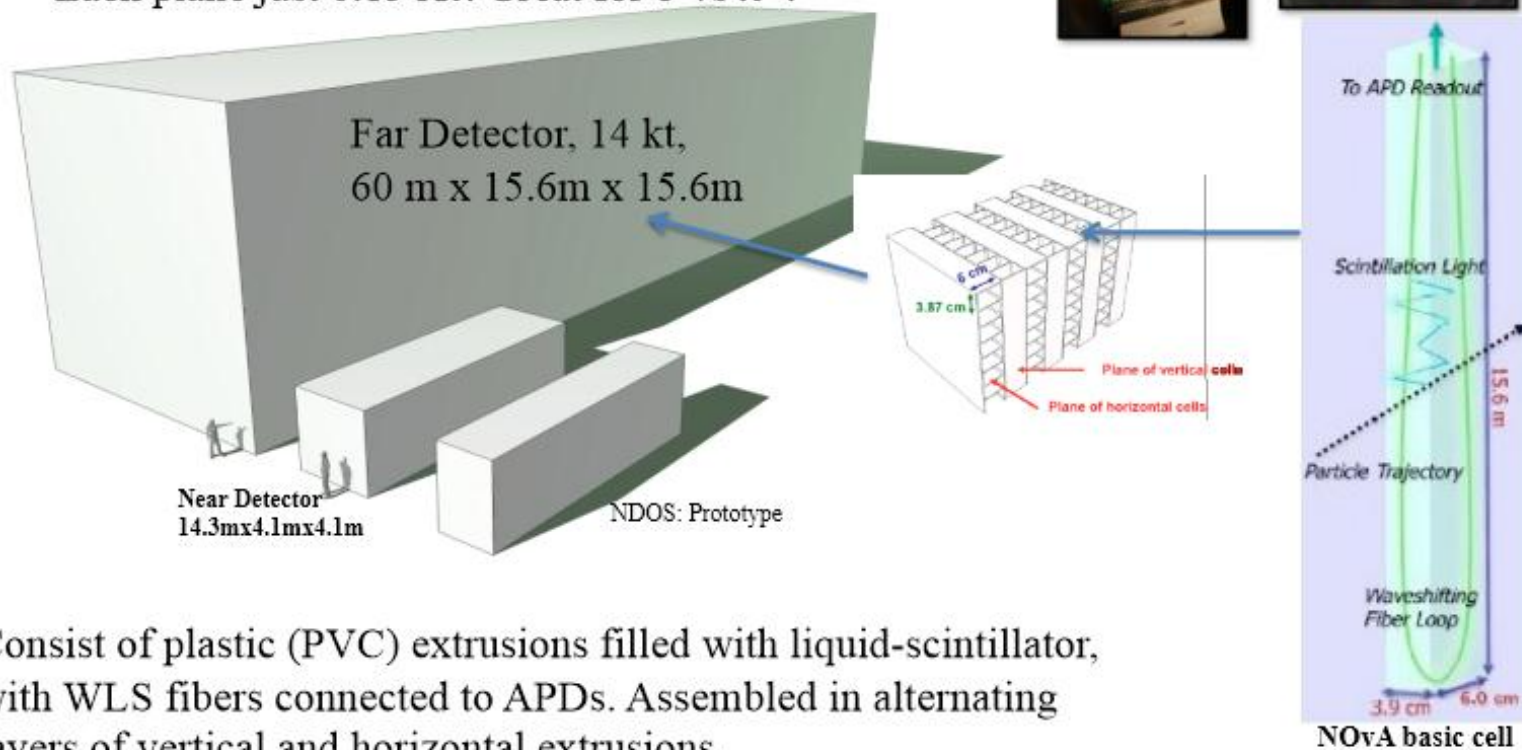 Far Detector, 14 kt,
60 m x 15.6m x 15.6m
6 cm
3.87 cm
Plane of vertical cells
Plane of horizontal cells
Near Detector
14.3mx4.1mx4.1m
NDOS: Prototype
To APD Readout
Scintillation Light
15.6 m
Particle Trajectory
Waveshifting
Fiber Loop
3.9 cm
6.0 cm
NOvA basic cell
onsist of plastic (PVC) extrusions filled with liquid-scintillator,
with WLS fibers connected to APDs. Assembled in alternating
ayers of vertical and horizontal extrusions